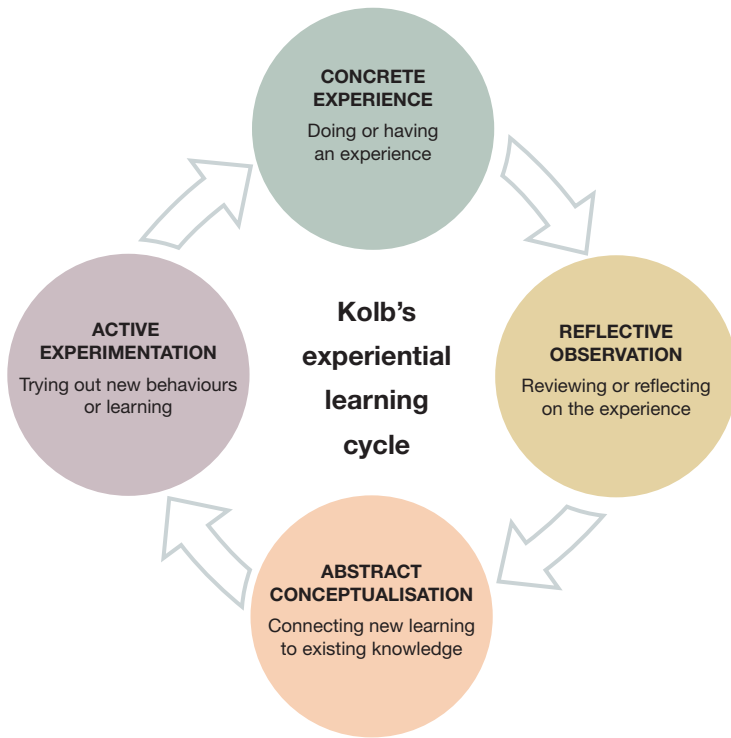 CONCRETE
EXPERIENCE
Doing or having
an experience
REFLECTIVE
OBSERVATION
Reviewing or reflecting
on the experience
ABSTRACT
CONCEPTUALISATION
Connecting new learning
to existing knowledge
ACTIVE
EXPERIMENTATION
Trying out new behaviours
or learning
Kolb's
experiential
learning
cycle